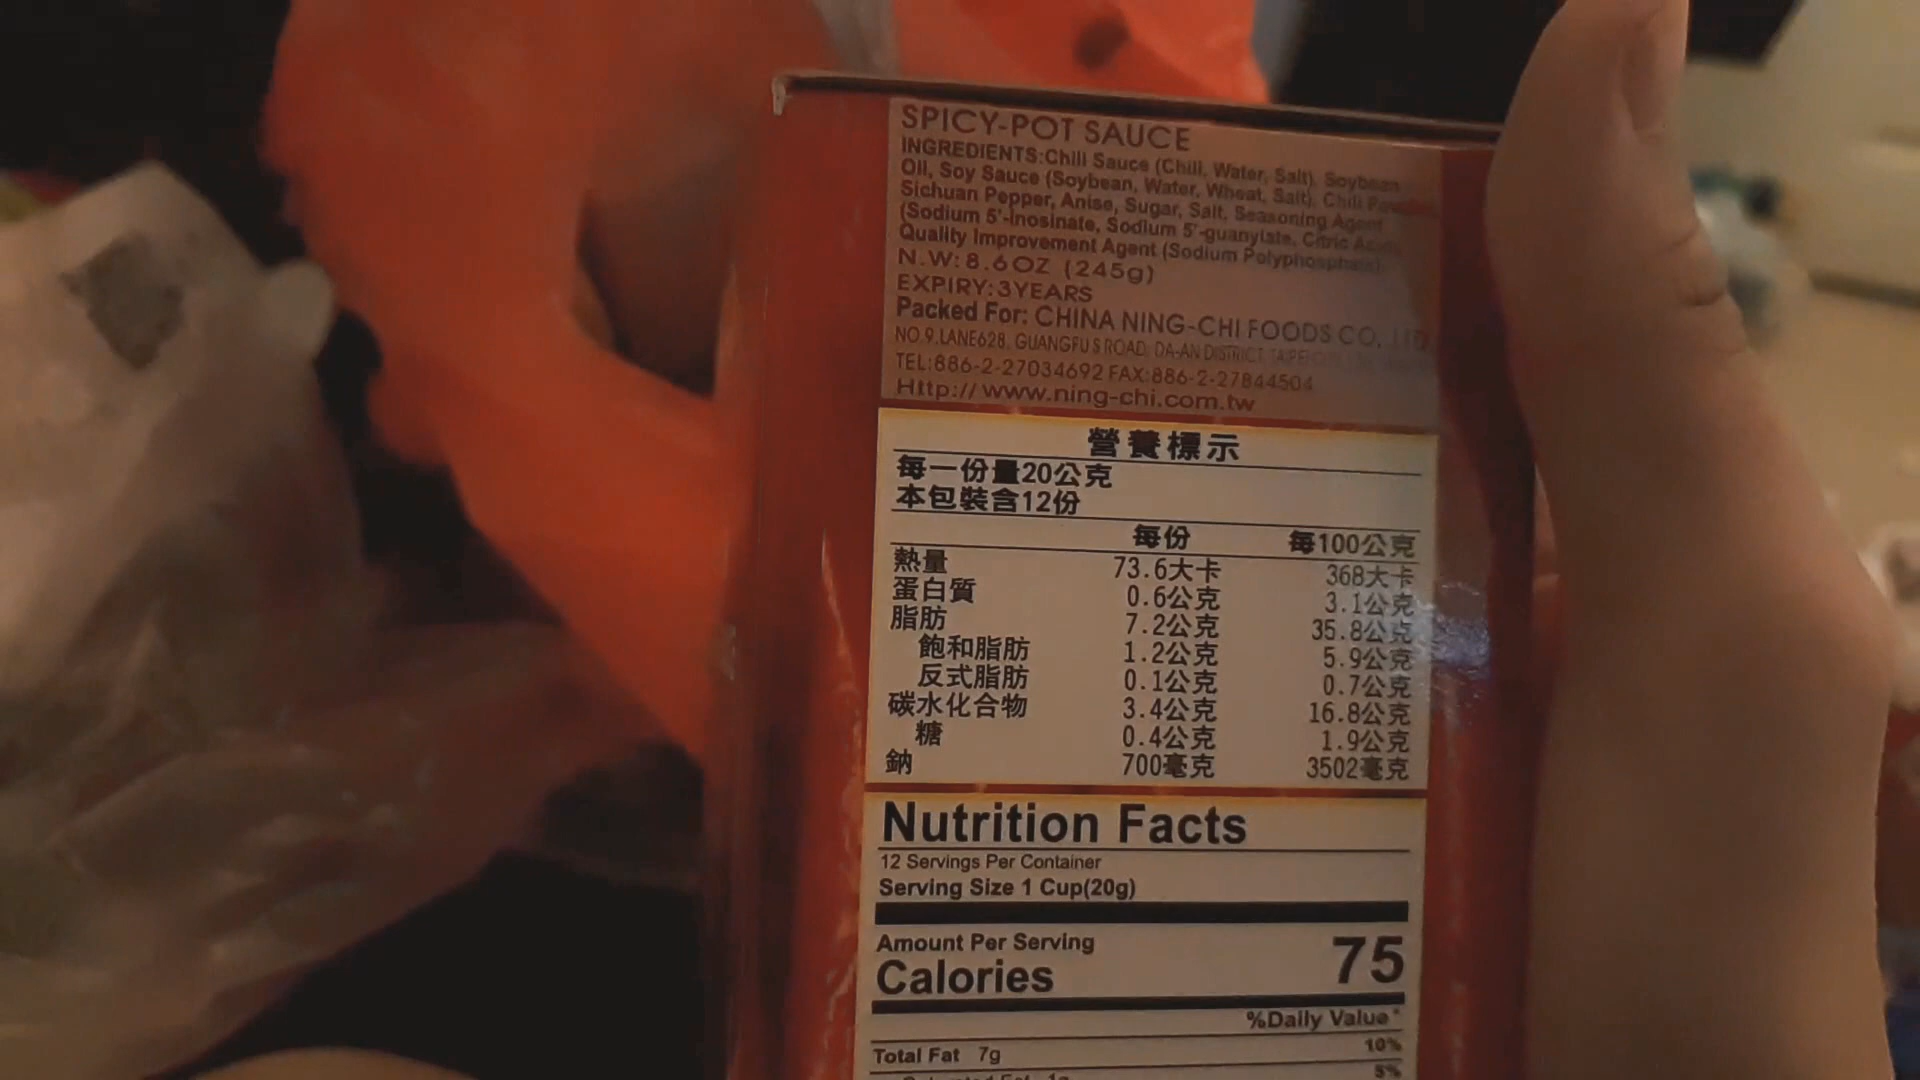 SPICY-POT SAUCE
INGREDIENTS:Chili Sauce (Chili, Water, Salt), Soybean
Oil, Soy Sauce (Soybean, Water, Wheat, Salt), Chili
Sichuan Pepper, Anise, Sugar, Salt, Seasoning Agent
(Sodium 5'-Inosinate, Sodium 5'-guanylate, Citric
Quality Improvement Agent (Sodium Polyphosphate)
N.W:8.6OZ (245g)
EXPIRY:3YEARS
Packed For: CHINA NING-CHI FOODS CO. LTD
NO.9,LANE628, GUANGFU S ROAD, DA-AN DISTRICT
TEL:886-2-27034692 FAX:886-2-27844504
Http://www.ning-chi.com.tw
營養標示
每一份量20公克
本包裝含12份
每份 每100公克
熱量 73.6大卡 368大卡
蛋白質 0.6公克 3.1公克
脂肪 7.2公克 35.8公克
飽和脂肪 1.2公克 5.9公克
反式脂肪 0.1公克 0.7公克
碳水化合物 3.4公克 16.8公克
糖 0.4公克 1.9公克
鈉 700毫克 3502毫克
Nutrition Facts
12 Servings Per Container
Serving Size 1 Cup(20g)
Amount Per Serving
Calories 75
%Daily Value*
Total Fat 7g 10%
5%